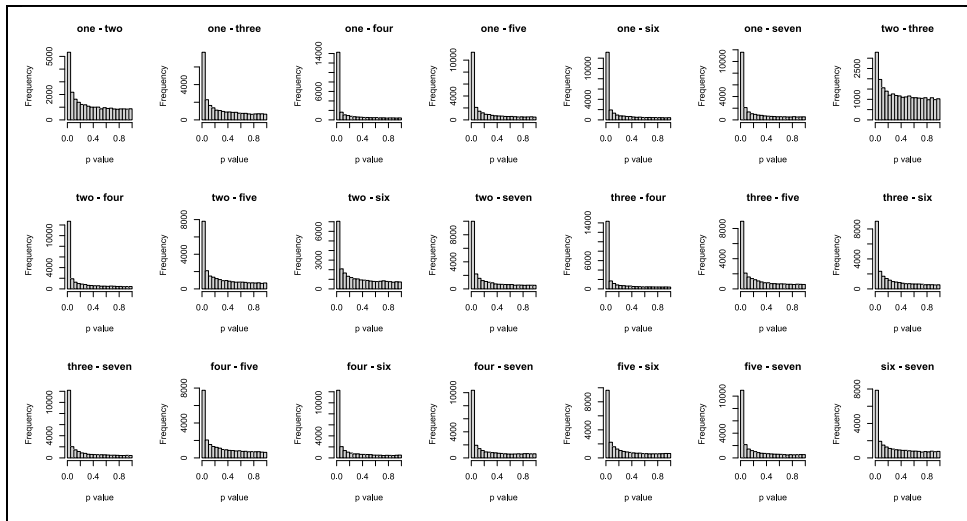 one - two
Frequency
0 2000 5000
0.0 0.4 0.8
p value
one - three
Frequency
0 4000
0.0 0.4 0.8
p value
one - four
Frequency
0 4000 8000 14000
0.0 0.4 0.8
p value
one - five
Frequency
0 4000 10000
0.0 0.4 0.8
p value
one - six
Frequency
0 4000 10000
0.0 0.4 0.8
p value
one - seven
Frequency
0 4000 10000
0.0 0.4 0.8
p value
two - three
Frequency
0 1000 2500
0.0 0.4 0.8
p value
two - four
Frequency
0 4000 10000
0.0 0.4 0.8
p value
two - five
Frequency
0 4000 8000
0.0 0.4 0.8
p value
two - six
Frequency
0 3000 6000
0.0 0.4 0.8
p value
two - seven
Frequency
0 4000 8000
0.0 0.4 0.8
p value
three - four
Frequency
0 4000 8000 14000
0.0 0.4 0.8
p value
three - five
Frequency
0 4000 8000
0.0 0.4 0.8
p value
three - six
Frequency
0 4000 8000
0.0 0.4 0.8
p value
three - seven
Frequency
0 4000 10000
0.0 0.4 0.8
p value
four - five
Frequency
0 4000 8000
0.0 0.4 0.8
p value
four - six
Frequency
0 4000 10000
0.0 0.4 0.8
p value
four - seven
Frequency
0 4000 10000
0.0 0.4 0.8
p value
five - six
Frequency
0 4000 8000
0.0 0.4 0.8
p value
five - seven
Frequency
0 4000 10000
0.0 0.4 0.8
p value
six - seven
Frequency
0 4000 8000
0.0 0.4 0.8
p value